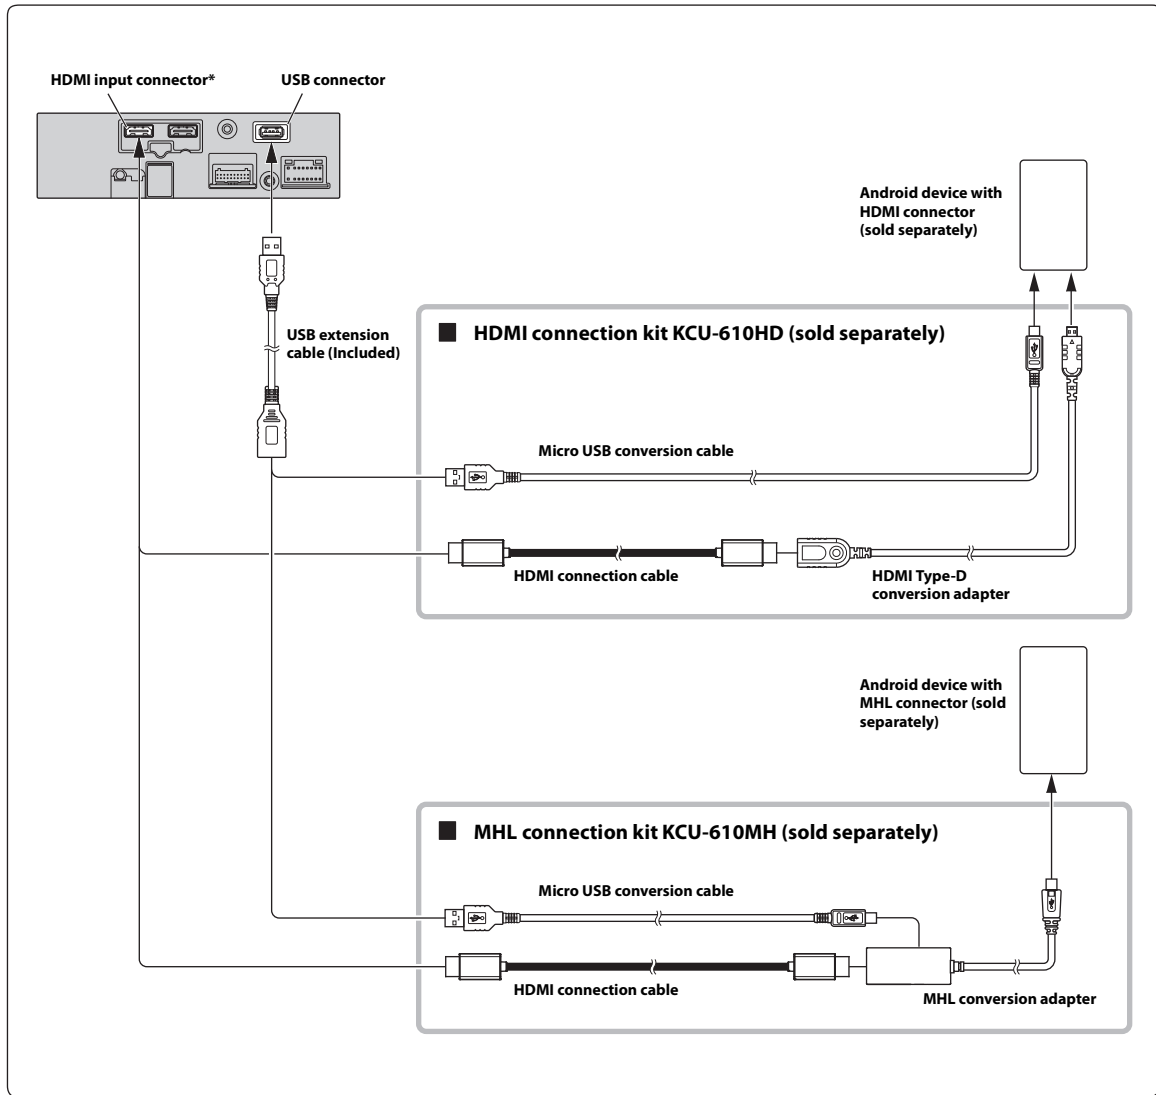 HDMI input connector*
USB connector
Android device with
HDMI connector
(sold separately)
■ HDMI connection kit KCU-610HD (sold separately)
USB extension
cable (Included)
Micro USB conversion cable
HDMI connection cable
HDMI Type-D
conversion adapter
Android device with
MHL connector (sold
separately)
■ MHL connection kit KCU-610MH (sold separately)
Micro USB conversion cable
HDMI connection cable
MHL conversion adapter